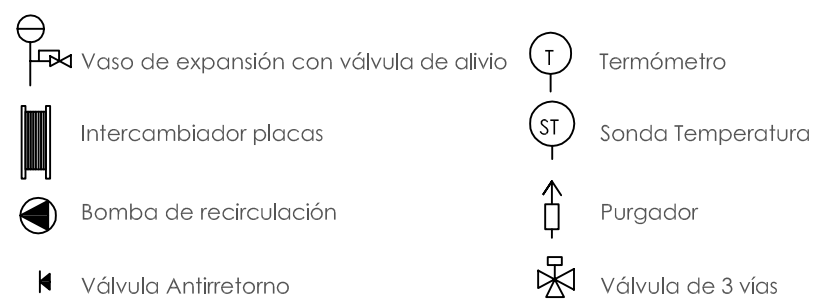 Vaso de expansión con válvula de alivio
T Termómetro
Intercambiador placas
ST Sonda Temperatura
Bomba de recirculación
Purgador
Válvula Antirretorno
Válvula de 3 vías